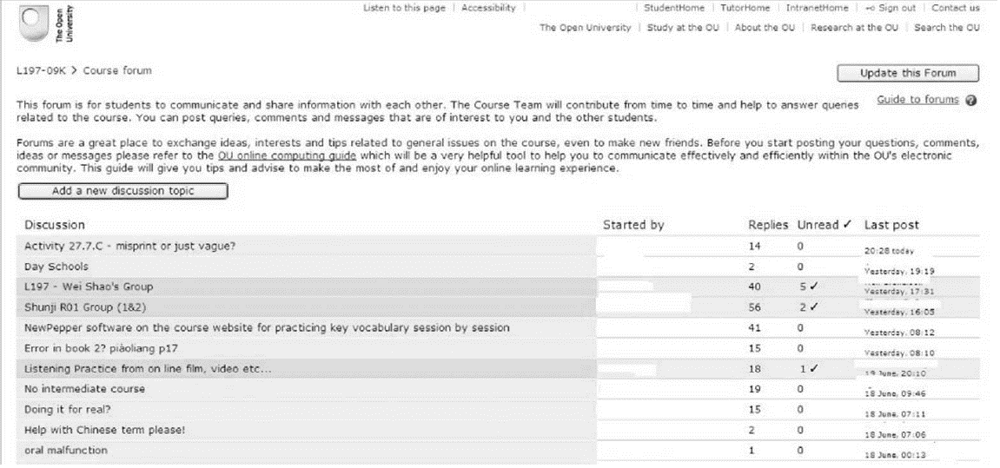 The Open
University
Listen to this page | Accessibility | | StudentHome | TutorHome | IntranetHome | Sign out | Contact us
The Open University | Study at the OU | About the OU | Research at the OU | Search the OU
L197-09K > Course forum
Update this Forum
Guide to forums ?
This forum is for students to communicate and share information with each other. The Course Team will contribute from time to time and help to answer queries
related to the course. You can post queries, comments and messages that are of interest to you and the other students.
Forums are a great place to exchange ideas, interests and tips related to general issues on the course, even to make new friends. Before you start posting your questions, comments,
ideas or messages please refer to the OU online computing guide which will be a very helpful tool to help you to communicate effectively and efficiently within the OU's electronic
community. This guide will give you tips and advise to make the most of and enjoy your online learning experience.
Add a new discussion topic
Discussion Started by Replies Unread ✓ Last post
Activity 27.7.C - misprint or just vague? 14 0 20:28 today
Day Schools 2 0 Yesterday, 19:19
L197 - Wei Shao's Group 40 5 ✓ Yesterday, 17:31
Shunji R01 Group (1&2) 56 2 ✓ Yesterday, 16:05
NewPepper software on the course website for practicing key vocabulary session by session 41 0 Yesterday, 08:12
Error in book 2? piàoliang p17 15 0 Yesterday, 08:10
Listening Practice from on line film, video etc... 18 1 ✓ 19 June, 20:10
No intermediate course 19 0 18 June, 09:46
Doing it for real? 15 0 18 June, 07:11
Help with Chinese term please! 2 0 18 June, 07:06
oral malfunction 1 0 18 June, 00:13